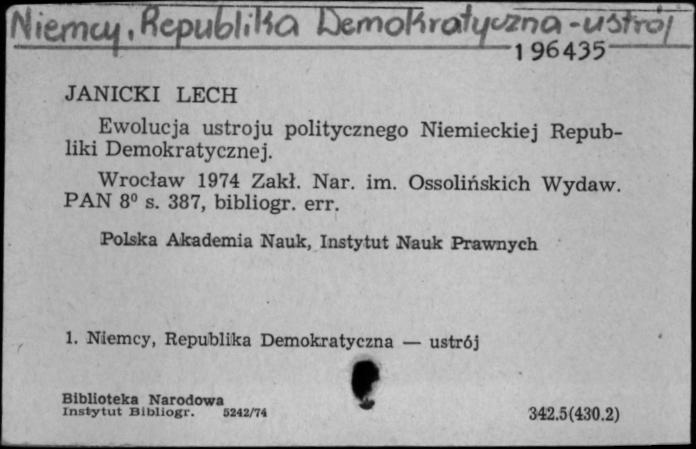 Niemcy, Republika Demokratyczna - ustrój
196435
JANICKI LECH
Ewolucja ustroju politycznego Niemieckiej Repub-
liki Demokratycznej.
Wrocław 1974 Zakł. Nar. im. Ossolińskich Wydaw.
PAN 8⁰ s. 387, bibliogr. err.
Polska Akademia Nauk, Instytut Nauk Prawnych
1. Niemcy, Republika Demokratyczna — ustrój
Biblioteka Narodowa
Instytut Bibliogr. 5242/74
342.5(430.2)